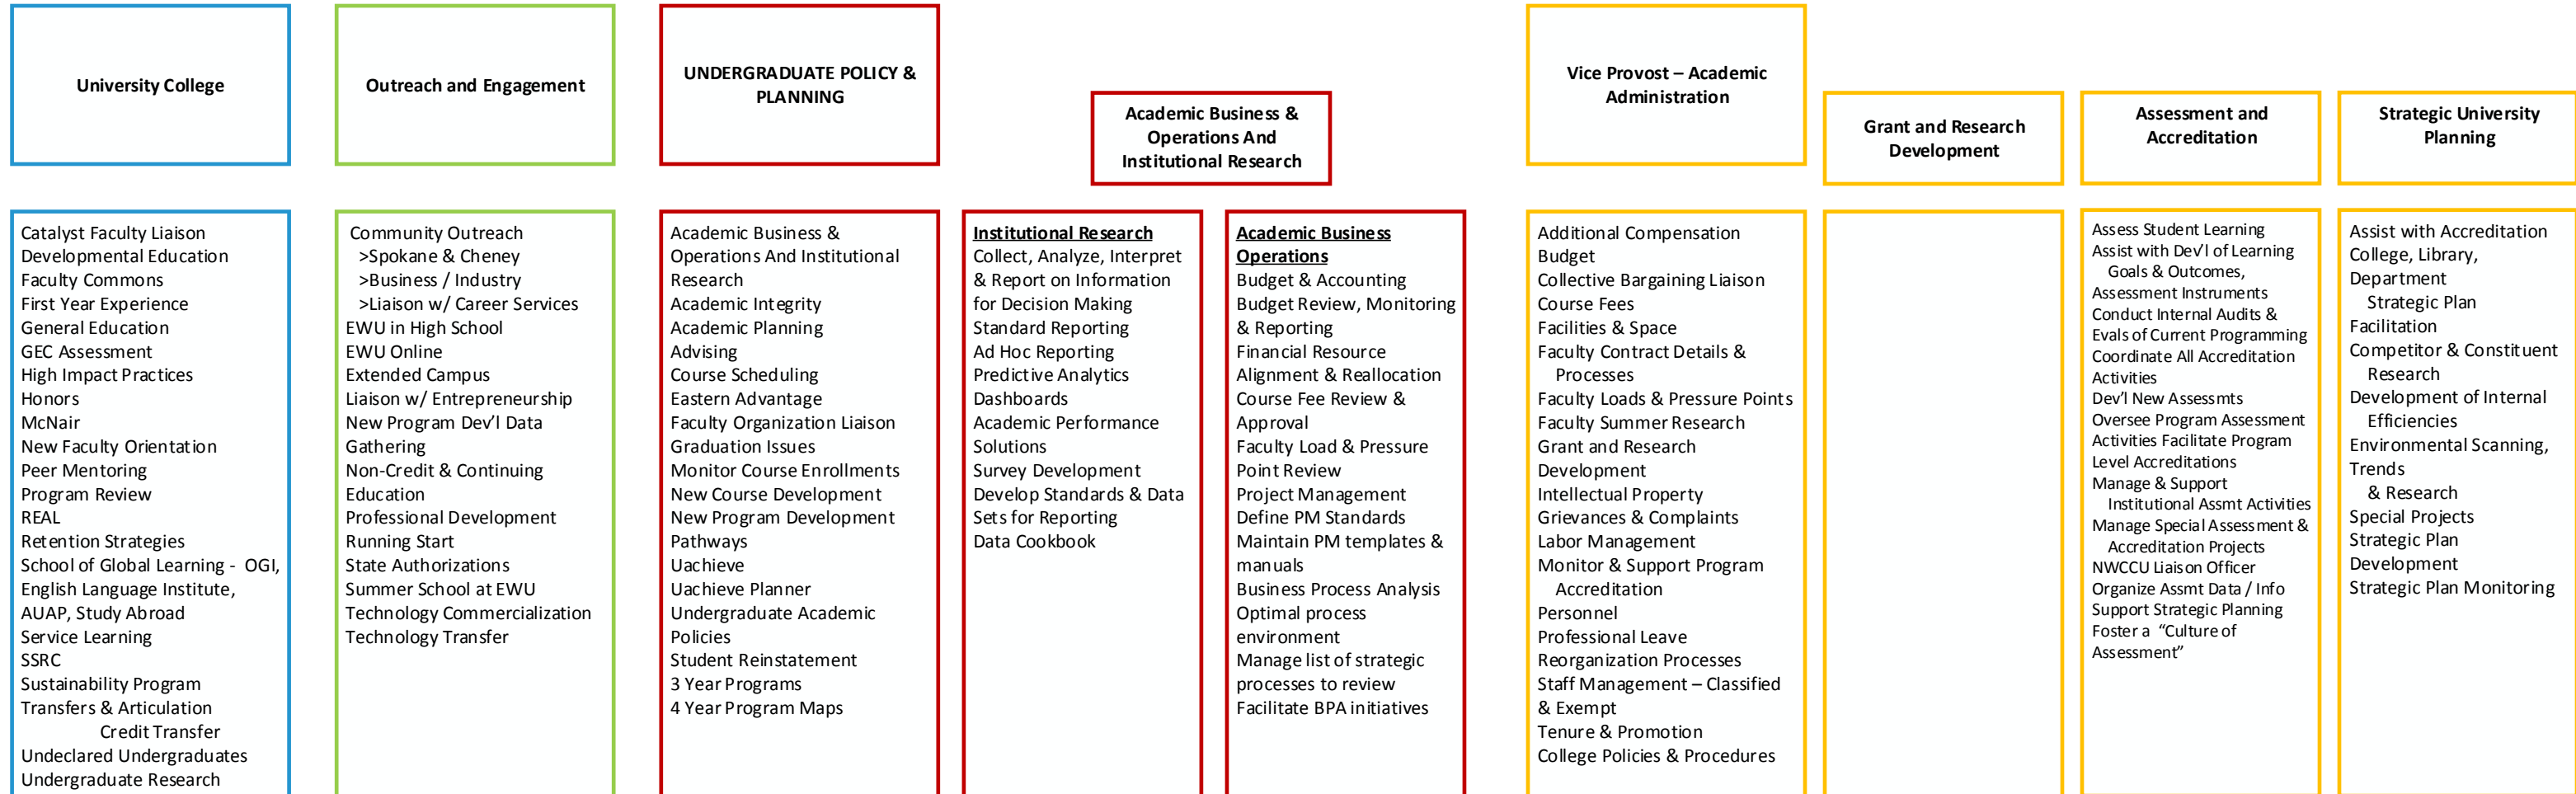 University College
Outreach and Engagement
UNDERGRADUATE POLICY &
PLANNING
Academic Business &
Operations And
Institutional Research
Vice Provost – Academic
Administration
Grant and Research
Development
Assessment and
Accreditation
Strategic University
Planning
Catalyst Faculty Liaison
Developmental Education
Faculty Commons
First Year Experience
General Education
GEC Assessment
High Impact Practices
Honors
McNair
New Faculty Orientation
Peer Mentoring
Program Review
REAL
Retention Strategies
School of Global Learning - OGI,
English Language Institute,
AUAP, Study Abroad
Service Learning
SSRC
Sustainability Program
Transfers & Articulation
Credit Transfer
Undeclared Undergraduates
Undergraduate Research
Community Outreach
>Spokane & Cheney
>Business / Industry
>Liaison w/ Career Services
EWU in High School
EWU Online
Extended Campus
Liaison w/ Entrepreneurship
New Program Dev’l Data
Gathering
Non-Credit & Continuing
Education
Professional Development
Running Start
State Authorizations
Summer School at EWU
Technology Commercialization
Technology Transfer
Academic Business &
Operations And Institutional
Research
Academic Integrity
Academic Planning
Advising
Course Scheduling
Eastern Advantage
Faculty Organization Liaison
Graduation Issues
Monitor Course Enrollments
New Course Development
New Program Development
Pathways
Uachieve
Uachieve Planner
Undergraduate Academic
Policies
Student Reinstatement
3 Year Programs
4 Year Program Maps
Institutional Research
Collect, Analyze, Interpret
& Report on Information
for Decision Making
Standard Reporting
Ad Hoc Reporting
Predictive Analytics
Dashboards
Academic Performance
Solutions
Survey Development
Develop Standards & Data
Sets for Reporting
Data Cookbook
Academic Business
Operations
Budget & Accounting
Budget Review, Monitoring
& Reporting
Financial Resource
Alignment & Reallocation
Course Fee Review &
Approval
Faculty Load & Pressure
Point Review
Project Management
Define PM Standards
Maintain PM templates &
manuals
Business Process Analysis
Optimal process
environment
Manage list of strategic
processes to review
Facilitate BPA initiatives
Additional Compensation
Budget
Collective Bargaining Liaison
Course Fees
Facilities & Space
Faculty Contract Details &
Processes
Faculty Loads & Pressure Points
Faculty Summer Research
Grant and Research
Development
Intellectual Property
Grievances & Complaints
Labor Management
Monitor & Support Program
Accreditation
Personnel
Professional Leave
Reorganization Processes
Staff Management – Classified
& Exempt
Tenure & Promotion
College Policies & Procedures
Assess Student Learning
Assist with Dev’l of Learning
Goals & Outcomes,
Assessment Instruments
Conduct Internal Audits &
Evals of Current Programming
Coordinate All Accreditation
Activities
Dev’l New Assessmts
Oversee Program Assessment
Activities Facilitate Program
Level Accreditations
Manage & Support
Institutional Assmt Activities
Manage Special Assessment &
Accreditation Projects
NWCCU Liaison Officer
Organize Assmt Data / Info
Support Strategic Planning
Foster a “Culture of
Assessment”
Assist with Accreditation
College, Library,
Department
Strategic Plan
Facilitation
Competitor & Constituent
Research
Development of Internal
Efficiencies
Environmental Scanning,
Trends
& Research
Special Projects
Strategic Plan
Development
Strategic Plan Monitoring